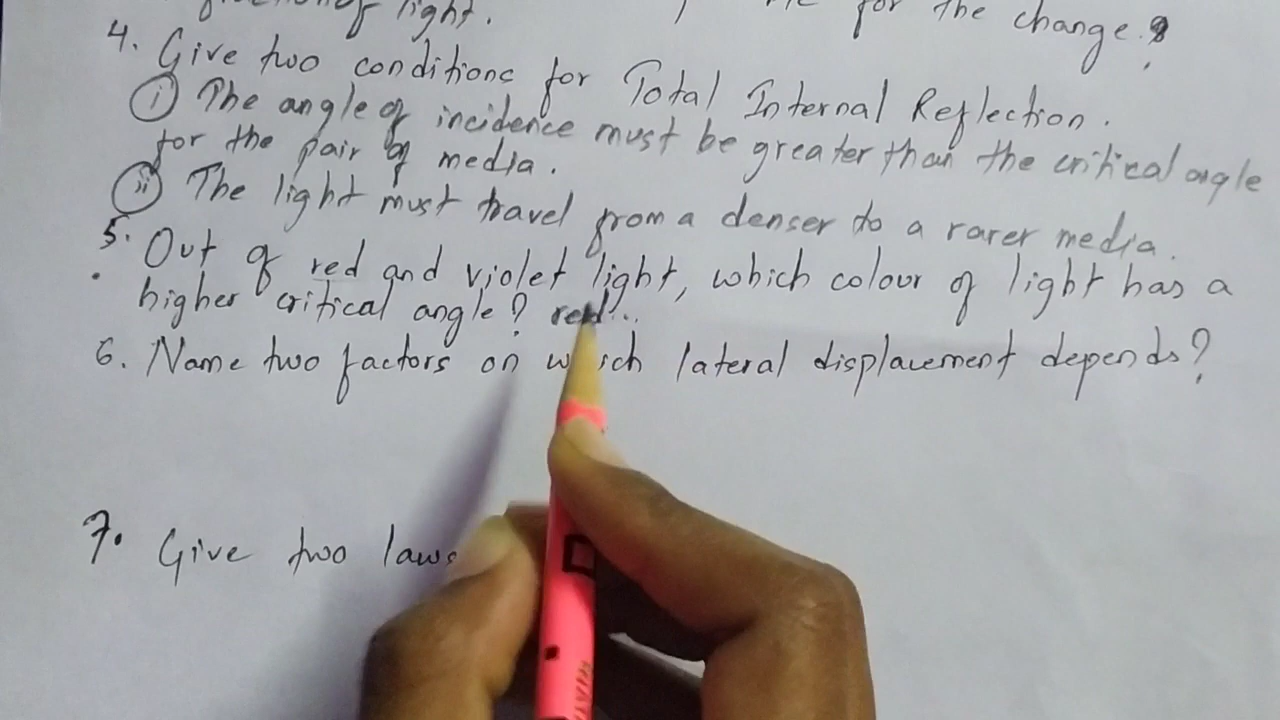 light.
for the change.?
4. Give two conditions for Total Internal Reflection.
(i) The angle of incidence must be greater than the critical angle
for the pair of media.
(ii) The light must travel from a denser to a rarer media.
5. Out of red and violet light, which colour of light has a
higher critical angle? red.
6. Name two factors on which lateral displacement depends?
7. Give two laws